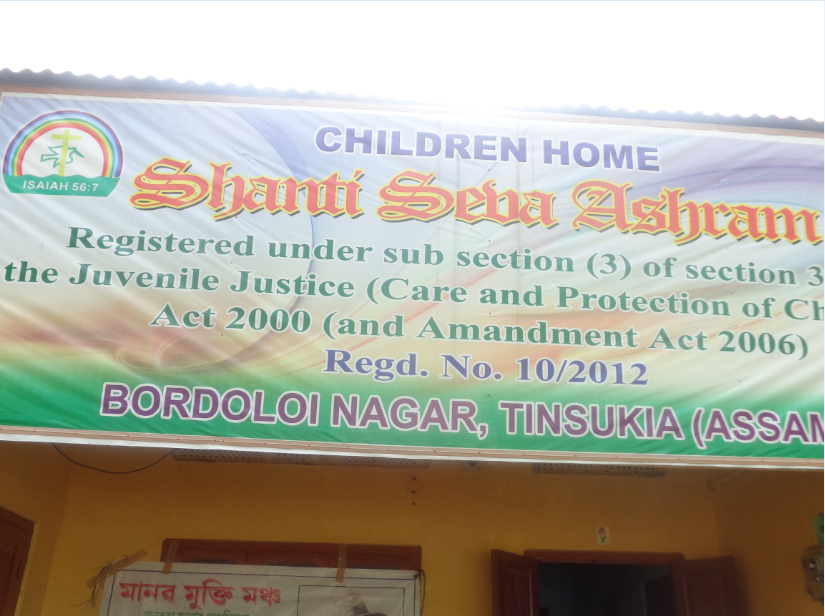 ISAIAH 56:7
CHILDREN HOME
Shanti Seva Ashram
Registered under sub section (3) of section 3
the Juvenile Justice (Care and Protection of Ch
Act 2000 (and Amandment Act 2006)
Regd. No. 10/2012
BORDOLOI NAGAR, TINSUKIA (ASSAM
মানৱ মুক্তি মঞ্চ